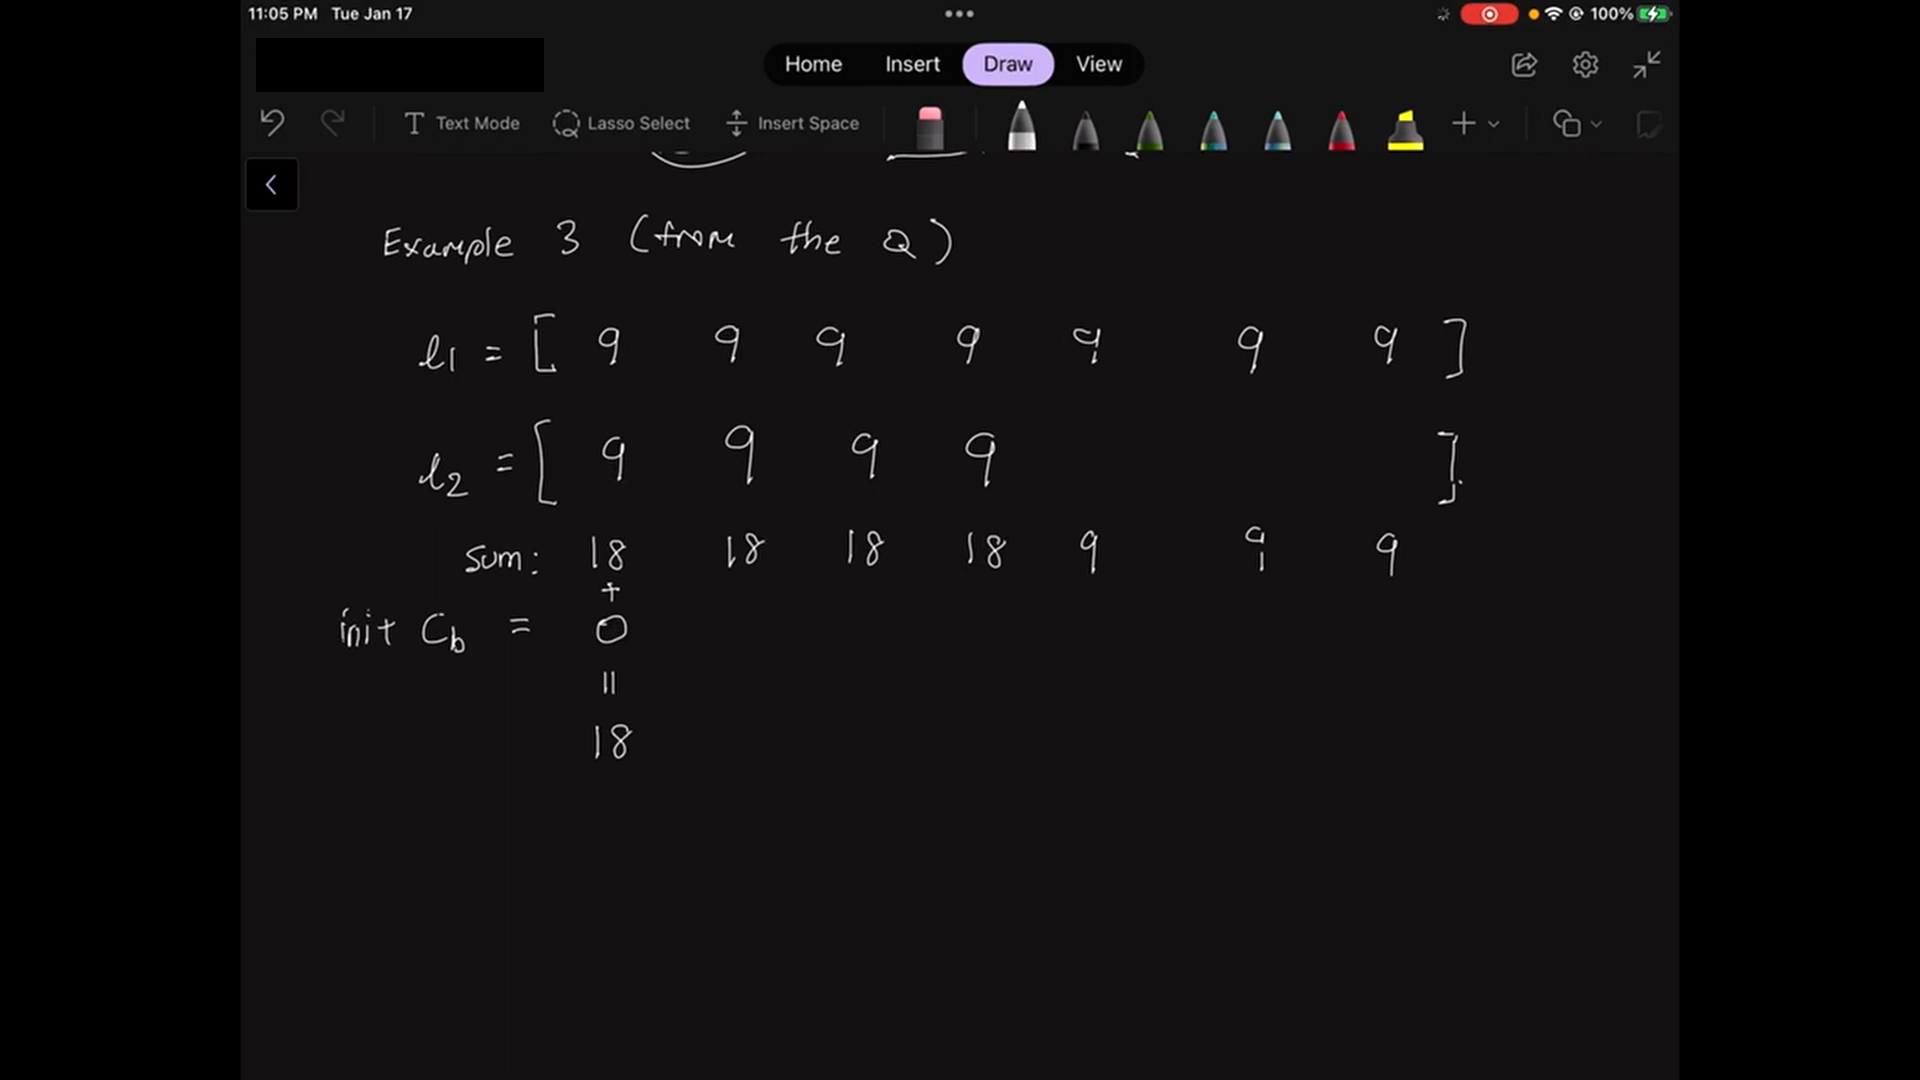 11:05 PM Tue Jan 17
100%
Home Insert Draw View
Text Mode Lasso Select Insert Space
Example 3 (from the Q)
l1 = [ 9 9 9 9 9 9 9 ]
l2 = [ 9 9 9 9 ]
sum: 18 18 18 18 9 9 9
+
init Cb = 0
=
18